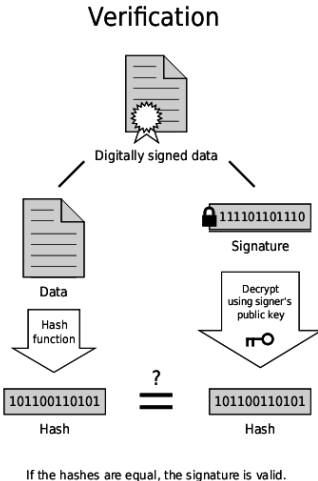 Verification
Digitally signed data
Data
111101101110
Signature
Hash
function
Decrypt
using signer's
public key
101100110101
Hash
?
=
101100110101
Hash
If the hashes are equal, the signature is valid.